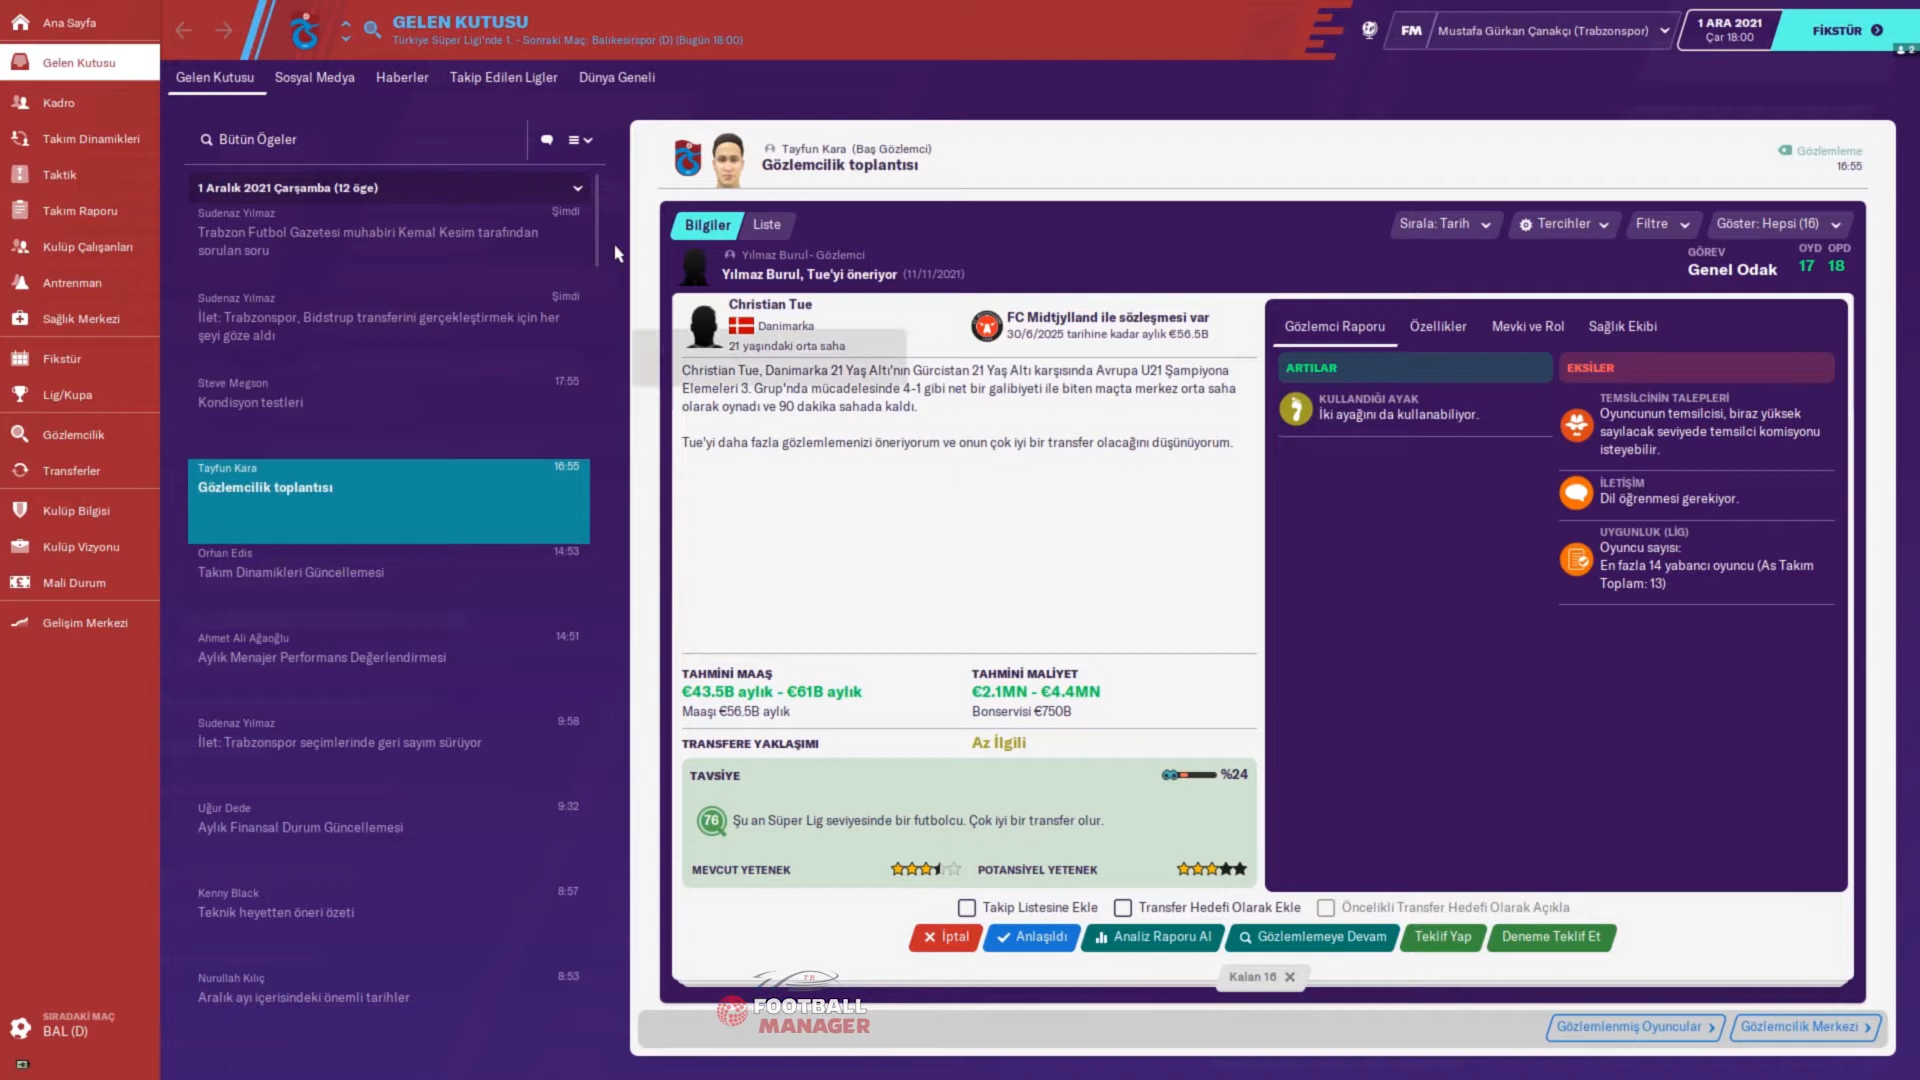 Ana Sayfa
Gelen Kutusu
Kadro
Takım Dinamikleri
Taktik
Takım Raporu
Kulüp Çalışanları
Antrenman
Sağlık Merkezi
Fikstür
Lig/Kupa
Gözlemcilik
Transferler
Kulüp Bilgisi
Kulüp Vizyonu
Mali Durum
Gelişim Merkezi
SIRADAKİ MAÇ
BAL (D)
GELEN KUTUSU
Türkiye Süper Ligi'nde 1. - Sonraki Maç: Balıkesirspor (D) (Bugün 18:00)
FM
Mustafa Gürkan Çanakçı (Trabzonspor)
1 ARA 2021
Çar 18:00
FİKSTÜR
2
Gelen Kutusu
Sosyal Medya
Haberler
Takip Edilen Ligler
Dünya Geneli
Bütün Ögeler
1 Aralık 2021 Çarşamba (12 öge)
Sudenaz Yılmaz Şimdi
Trabzon Futbol Gazetesi muhabiri Kemal Kesim tarafından
sorulan soru
Sudenaz Yılmaz Şimdi
İlet: Trabzonspor, Bidstrup transferini gerçekleştirmek için her
şeyi göze aldı
Steve Megson 17:55
Kondisyon testleri
Tayfun Kara 16:55
Gözlemcilik toplantısı
Orhan Edis 14:53
Takım Dinamikleri Güncellemesi
Ahmet Ali Ağaoğlu 14:51
Aylık Menajer Performans Değerlendirmesi
Sudenaz Yılmaz 9:58
İlet: Trabzonspor seçimlerinde geri sayım sürüyor
Uğur Dede 9:32
Aylık Finansal Durum Güncellemesi
Kenny Black 8:57
Teknik heyetten öneri özeti
Nurullah Kılıç 8:53
Aralık ayı içerisindeki önemli tarihler
Tayfun Kara (Baş Gözlemci)
Gözlemcilik toplantısı
Gözlemleme
16:55
Bilgiler
Liste
Sırala: Tarih
Tercihler
Filtre
Göster: Hepsi (16)
Yılmaz Burul - Gözlemci
Yılmaz Burul, Tue'yi öneriyor (11/11/2021)
GÖREV
Genel Odak
OYD OPD
17 18
Christian Tue
Danimarka
21 yaşındaki orta saha
FC Midtjylland ile sözleşmesi var
30/6/2025 tarihine kadar aylık €56.5B
Christian Tue, Danimarka 21 Yaş Altı'nın Gürcistan 21 Yaş Altı karşısında Avrupa U21 Şampiyona
Elemeleri 3. Grup'nda mücadelesinde 4-1 gibi net bir galibiyeti ile biten maçta merkez orta saha
olarak oynadı ve 90 dakika sahada kaldı.
Tue'yi daha fazla gözlemlemenizi öneriyorum ve onun çok iyi bir transfer olacağını düşünüyorum.
TAHMİNİ MAAŞ
€43.5B aylık - €61B aylık
Maaşı €56.5B aylık
TAHMİNİ MALİYET
€2.1MN - €4.4MN
Bonservisi €750B
TRANSFERE YAKLAŞIMI
Az İlgili
TAVSİYE
%24
76
Şu an Süper Lig seviyesinde bir futbolcu. Çok iyi bir transfer olur.
MEVCUT YETENEK
POTANSİYEL YETENEK
Gözlemci Raporu
Özellikler
Mevki ve Rol
Sağlık Ekibi
ARTILAR
KULLANDIĞI AYAK
İki ayağını da kullanabiliyor.
EKSİLER
TEMSİLCİNİN TALEPLERİ
Oyuncunun temsilcisi, biraz yüksek
sayılacak seviyede temsilci komisyonu
isteyebilir.
İLETİŞİM
Dil öğrenmesi gerekiyor.
UYGUNLUK (LİG)
Oyuncu sayısı:
En fazla 14 yabancı oyuncu (As Takım
Toplam: 13)
Takip Listesine Ekle
Transfer Hedefi Olarak Ekle
Öncelikli Transfer Hedefi Olarak Açıkla
İptal
Anlaşıldı
Analiz Raporu Al
Gözlemlemeye Devam
Teklif Yap
Deneme Teklif Et
Kalan 16
TR
FOOTBALL
MANAGER
Gözlemlenmiş Oyuncular
Gözlemcilik Merkezi